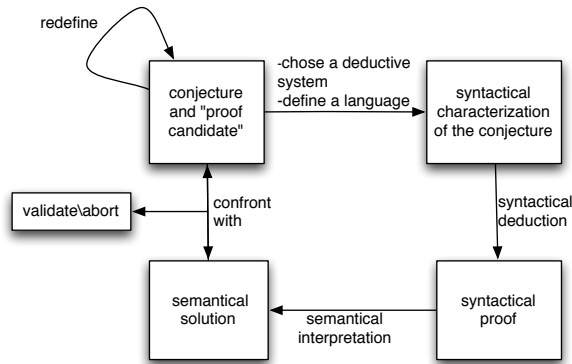 redefine
conjecture
and "proof
candidate"
-chose a deductive
system
-define a language
syntactical
characterization
of the conjecture
validate\abort
confront
with
syntactical
deduction
semantical
solution
semantical
interpretation
syntactical
proof